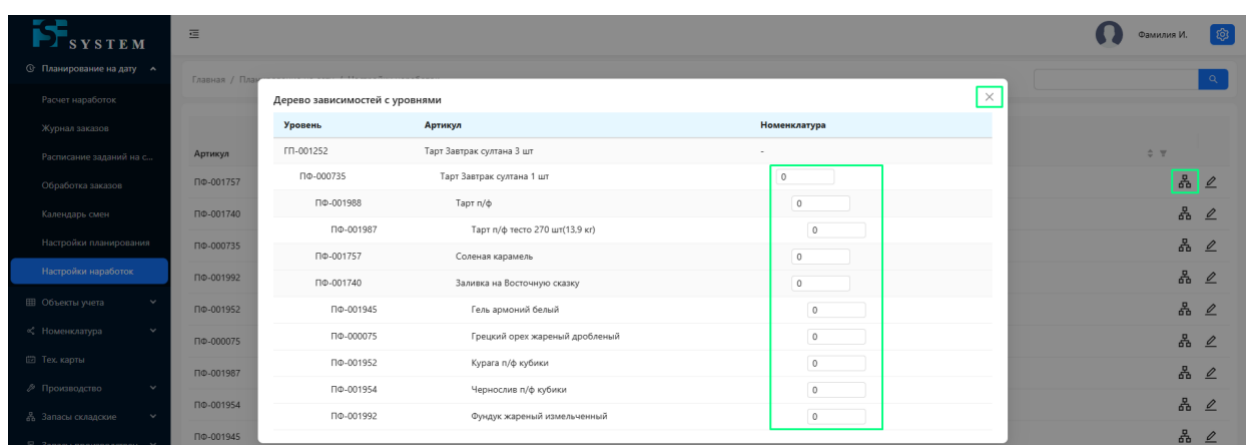 ISF SYSTEM
Фамилия И.
Планирование на дату
Расчет наработок
Журнал заказов
Расписание заданий на с...
Обработка заказов
Календарь смен
Настройки планирования
Настройки наработок
Объекты учета
Номенклатура
Тех. карты
Производство
Запасы складские
Главная /
Артикул
ПФ-001757
ПФ-001740
ПФ-000735
ПФ-001992
ПФ-001952
ПФ-000075
ПФ-001987
ПФ-001954
ПФ-001945
Дерево зависимостей с уровнями
Уровень Артикул Номенклатура
ГП-001252 Тарт Завтрак султана 3 шт -
ПФ-000735 Тарт Завтрак султана 1 шт 0
ПФ-001988 Тарт п/ф 0
ПФ-001987 Тарт п/ф тесто 270 шт(13,9 кг) 0
ПФ-001757 Соленая карамель 0
ПФ-001740 Заливка на Восточную сказку 0
ПФ-001945 Гель армоний белый 0
ПФ-000075 Грецкий орех жареный дробленый 0
ПФ-001952 Курага п/ф кубики 0
ПФ-001954 Чернослив п/ф кубики 0
ПФ-001992 Фундук жареный измельченный 0